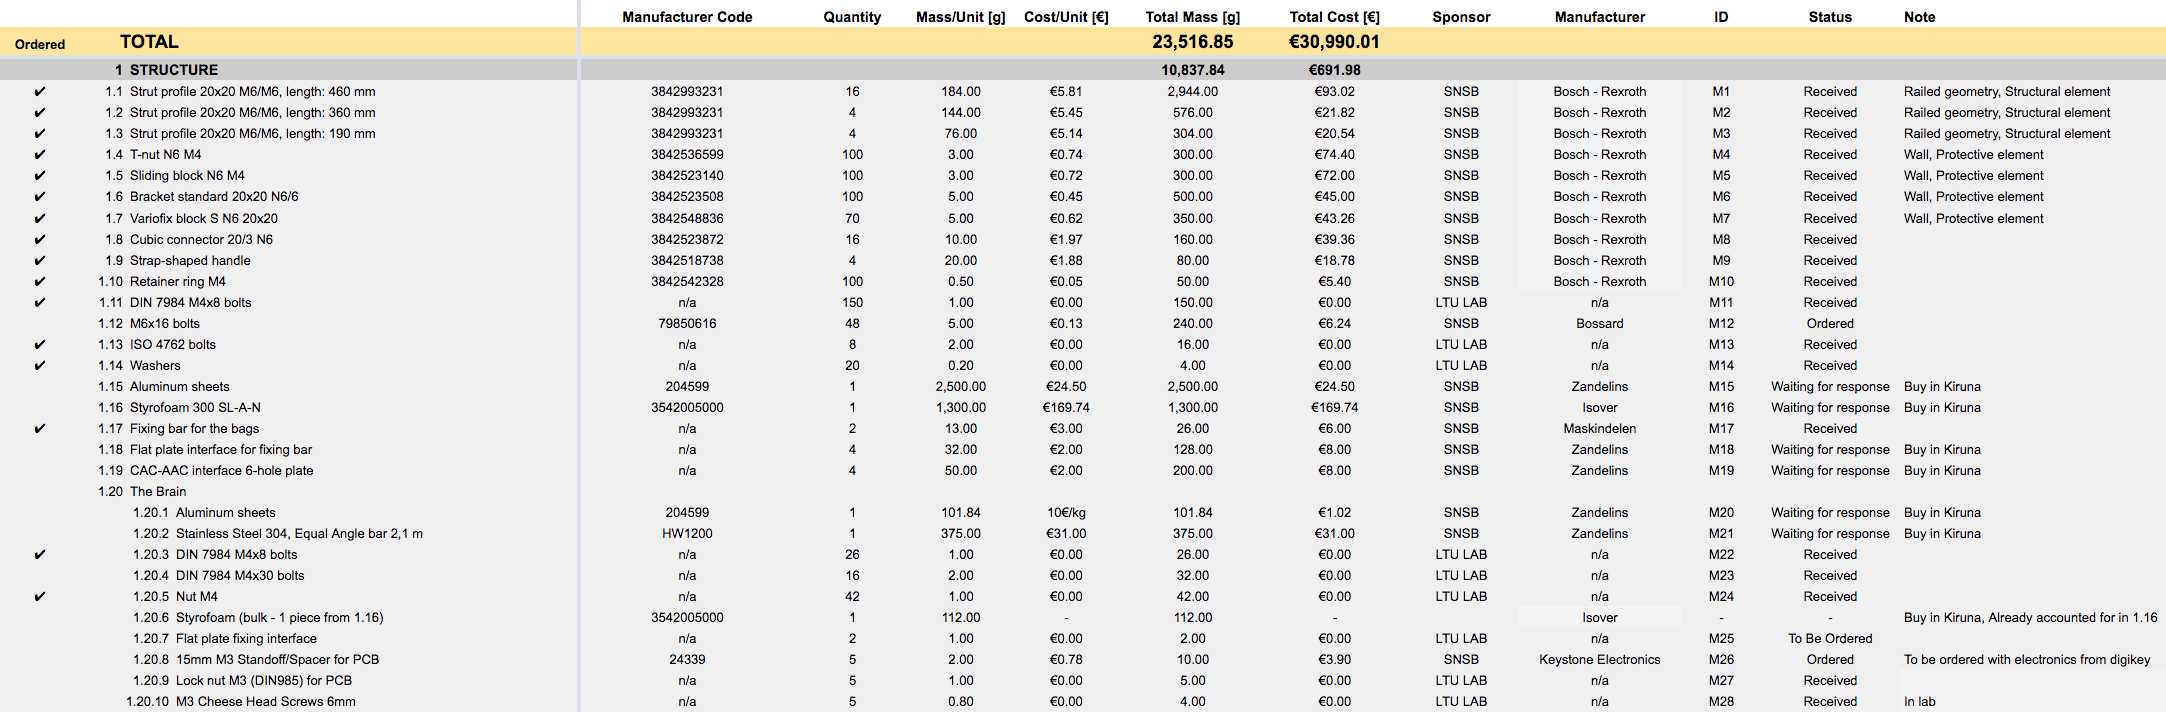 Manufacturer Code Quantity Mass/Unit [g] Cost/Unit [€] Total Mass [g] Total Cost [€] Sponsor Manufacturer ID Status Note
Ordered TOTAL 23,516.85 €30,990.01
1 STRUCTURE 10,837.84 €691.98
✔ 1.1 Strut profile 20x20 M6/M6, length: 460 mm 3842993231 16 184.00 €5.81 2,944.00 €93.02 SNSB Bosch - Rexroth M1 Received Railed geometry, Structural element
✔ 1.2 Strut profile 20x20 M6/M6, length: 360 mm 3842993231 4 144.00 €5.45 576.00 €21.82 SNSB Bosch - Rexroth M2 Received Railed geometry, Structural element
✔ 1.3 Strut profile 20x20 M6/M6, length: 190 mm 3842993231 4 76.00 €5.14 304.00 €20.54 SNSB Bosch - Rexroth M3 Received Railed geometry, Structural element
✔ 1.4 T-nut N6 M4 3842536599 100 3.00 €0.74 300.00 €74.40 SNSB Bosch - Rexroth M4 Received Wall, Protective element
✔ 1.5 Sliding block N6 M4 3842523140 100 3.00 €0.72 300.00 €72.00 SNSB Bosch - Rexroth M5 Received Wall, Protective element
✔ 1.6 Bracket standard 20x20 N6/6 3842523508 100 5.00 €0.45 500.00 €45.00 SNSB Bosch - Rexroth M6 Received Wall, Protective element
✔ 1.7 Variofix block S N6 20x20 3842548836 70 5.00 €0.62 350.00 €43.26 SNSB Bosch - Rexroth M7 Received Wall, Protective element
✔ 1.8 Cubic connector 20/3 N6 3842523872 16 10.00 €1.97 160.00 €39.36 SNSB Bosch - Rexroth M8 Received
✔ 1.9 Strap-shaped handle 3842518738 4 20.00 €1.88 80.00 €18.78 SNSB Bosch - Rexroth M9 Received
✔ 1.10 Retainer ring M4 3842542328 100 0.50 €0.05 50.00 €5.40 SNSB Bosch - Rexroth M10 Received
✔ 1.11 DIN 7984 M4x8 bolts n/a 150 1.00 €0.00 150.00 €0.00 LTU LAB n/a M11 Received
1.12 M6x16 bolts 79850616 48 5.00 €0.13 240.00 €6.24 SNSB Bossard M12 Ordered
✔ 1.13 ISO 4762 bolts n/a 8 2.00 €0.00 16.00 €0.00 LTU LAB n/a M13 Received
✔ 1.14 Washers n/a 20 0.20 €0.00 4.00 €0.00 LTU LAB n/a M14 Received
1.15 Aluminum sheets 204599 1 2,500.00 €24.50 2,500.00 €24.50 SNSB Zandelins M15 Waiting for response Buy in Kiruna
1.16 Styrofoam 300 SL-A-N 3542005000 1 1,300.00 €169.74 1,300.00 €169.74 SNSB Isover M16 Waiting for response Buy in Kiruna
✔ 1.17 Fixing bar for the bags n/a 2 13.00 €3.00 26.00 €6.00 SNSB Maskindelen M17 Received
1.18 Flat plate interface for fixing bar n/a 4 32.00 €2.00 128.00 €8.00 SNSB Zandelins M18 Waiting for response Buy in Kiruna
1.19 CAC-AAC interface 6-hole plate n/a 4 50.00 €2.00 200.00 €8.00 SNSB Zandelins M19 Waiting for response Buy in Kiruna
1.20 The Brain
1.20.1 Aluminum sheets 204599 1 101.84 10€/kg 101.84 €1.02 SNSB Zandelins M20 Waiting for response Buy in Kiruna
1.20.2 Stainless Steel 304, Equal Angle bar 2,1 m HW1200 1 375.00 €31.00 375.00 €31.00 SNSB Zandelins M21 Waiting for response Buy in Kiruna
✔ 1.20.3 DIN 7984 M4x8 bolts n/a 26 1.00 €0.00 26.00 €0.00 LTU LAB n/a M22 Received
1.20.4 DIN 7984 M4x30 bolts n/a 16 2.00 €0.00 32.00 €0.00 LTU LAB n/a M23 Received
✔ 1.20.5 Nut M4 n/a 42 1.00 €0.00 42.00 €0.00 LTU LAB n/a M24 Received
1.20.6 Styrofoam (bulk - 1 piece from 1.16) 3542005000 1 112.00 - 112.00 - Isover - - Buy in Kiruna, Already accounted for in 1.16
1.20.7 Flat plate fixing interface n/a 2 1.00 €0.00 2.00 €0.00 LTU LAB n/a M25 To Be Ordered
1.20.8 15mm M3 Standoff/Spacer for PCB 24339 5 2.00 €0.78 10.00 €3.90 SNSB Keystone Electronics M26 Ordered To be ordered with electronics from digikey
1.20.9 Lock nut M3 (DIN985) for PCB n/a 5 1.00 €0.00 5.00 €0.00 LTU LAB n/a M27 Received
1.20.10 M3 Cheese Head Screws 6mm n/a 5 0.80 €0.00 4.00 €0.00 LTU LAB n/a M28 Received In lab